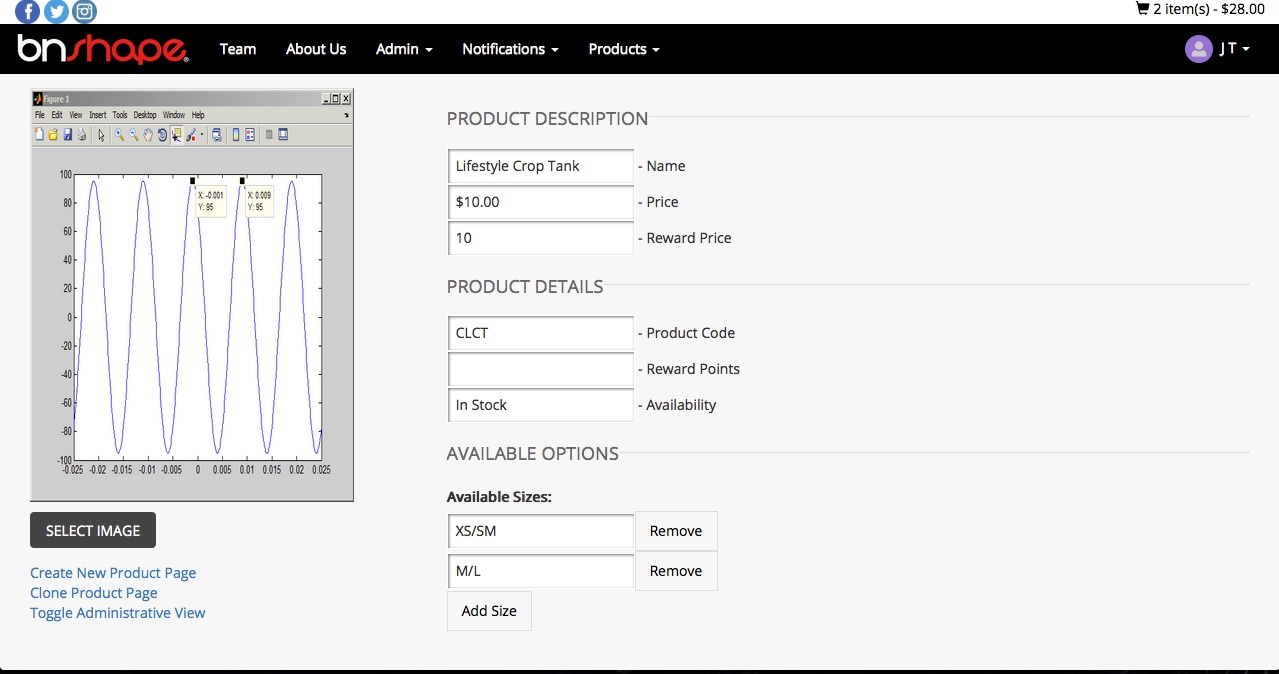 2 item(s) - $28.00
bnshape
Team About Us Admin Notifications Products J T
Figure 1
File Edit View Insert Tools Desktop Window Help
100
80
60
40
20
0
-20
-40
-60
-80
-100
-0.025 -0.02 -0.015 -0.01 -0.005 0 0.005 0.01 0.015 0.02 0.025
X: -0.001
Y: 95
X: 0.009
Y: 95
SELECT IMAGE
Create New Product Page
Clone Product Page
Toggle Administrative View
PRODUCT DESCRIPTION
Lifestyle Crop Tank - Name
$10.00 - Price
10 - Reward Price
PRODUCT DETAILS
CLCT - Product Code
- Reward Points
In Stock - Availability
AVAILABLE OPTIONS
Available Sizes:
XS/SM Remove
M/L Remove
Add Size